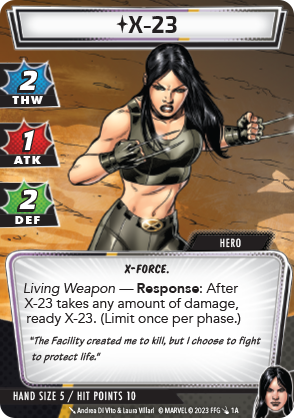 X-23
2
THW
1
ATK
2
DEF
HERO
X-FORCE.
Living Weapon — Response: After
X-23 takes any amount of damage,
ready X-23. (Limit once per phase.)
"The Facility created me to kill, but I choose to fight
to protect life."
HAND SIZE 5 / HIT POINTS 10
Andrea Di Vito & Laura Villari © MARVEL © 2023 FFG 1A